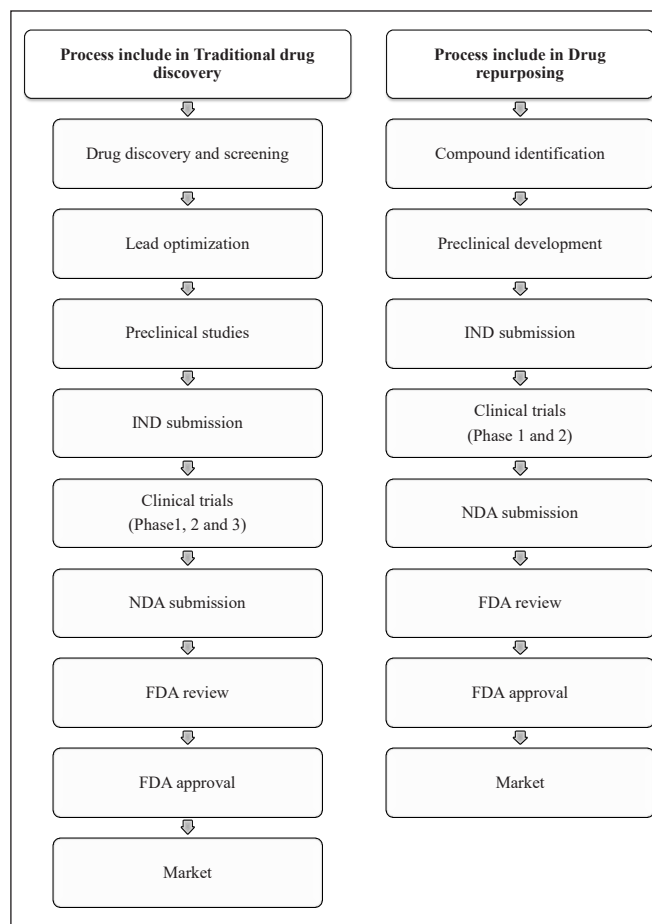 Process include in Traditional drug
discovery
Drug discovery and screening
Lead optimization
Preclinical studies
IND submission
Clinical trials
(Phase1, 2 and 3)
NDA submission
FDA review
FDA approval
Market
Process include in Drug
repurposing
Compound identification
Preclinical development
IND submission
Clinical trials
(Phase 1 and 2)
NDA submission
FDA review
FDA approval
Market